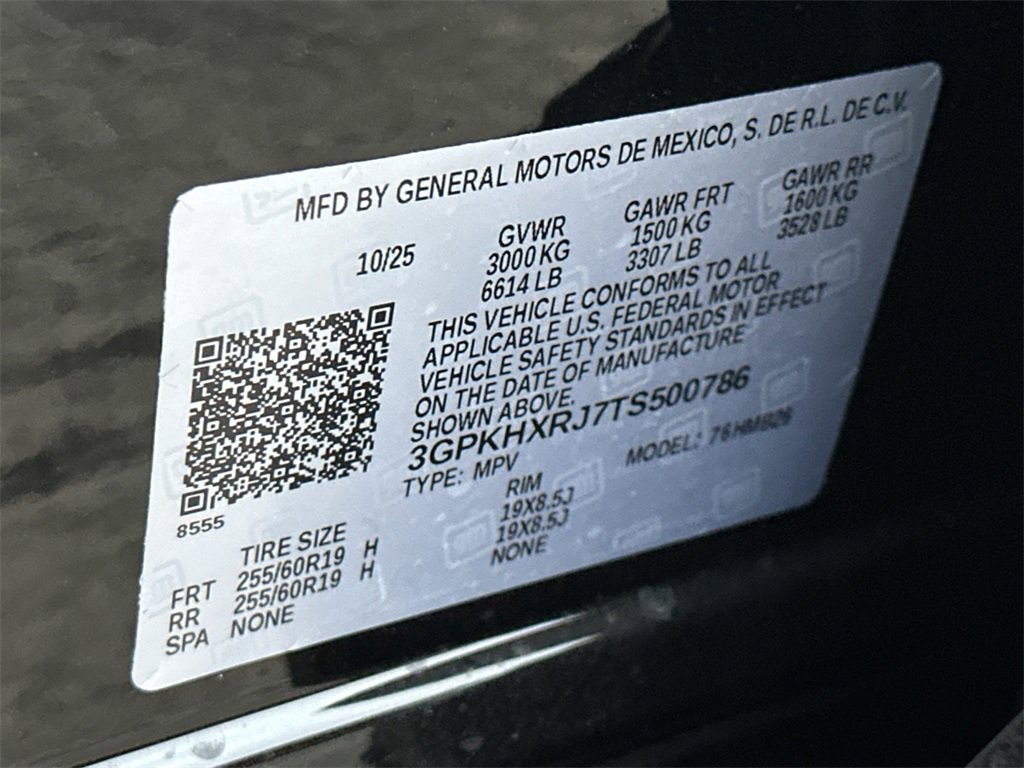 MFD BY GENERAL MOTORS DE MEXICO, S. DE R.L. DE C.V.
10/25 GVWR GAWR FRT GAWR RR
3000 KG 1500 KG 1600 KG
6614 LB 3307 LB 3528 LB
THIS VEHICLE CONFORMS TO ALL
APPLICABLE U.S. FEDERAL MOTOR
VEHICLE SAFETY STANDARDS IN EFFECT
ON THE DATE OF MANUFACTURE
SHOWN ABOVE.
3GPKHXRJ7TS500786
TYPE: MPV MODEL:
8555
TIRE SIZE RIM
FRT 255/60R19 H 19X8.5J
RR 255/60R19 H 19X8.5J
SPA NONE NONE